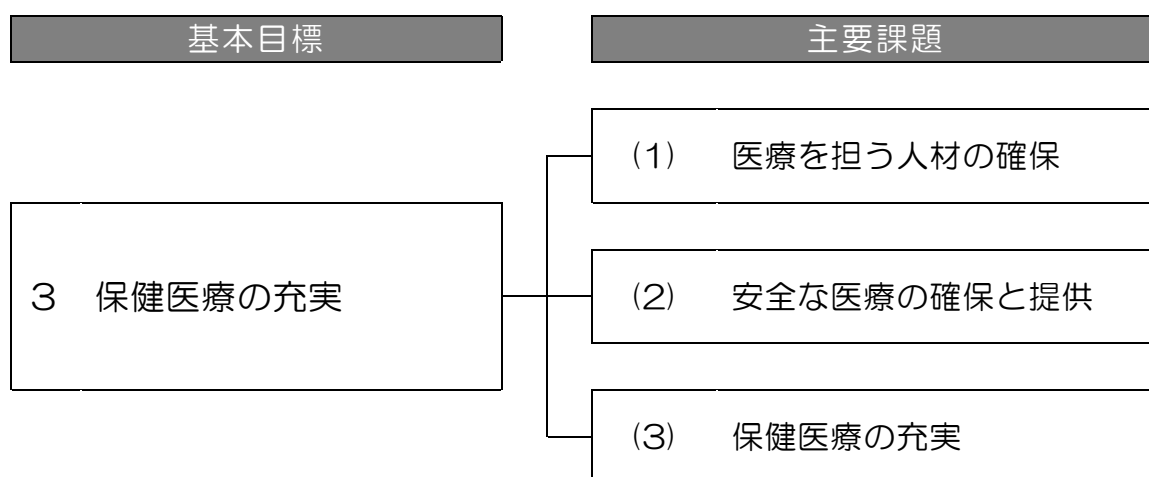 基本目標
主要課題
(1) 医療を担う人材の確保
3 保健医療の充実
(2) 安全な医療の確保と提供
(3) 保健医療の充実